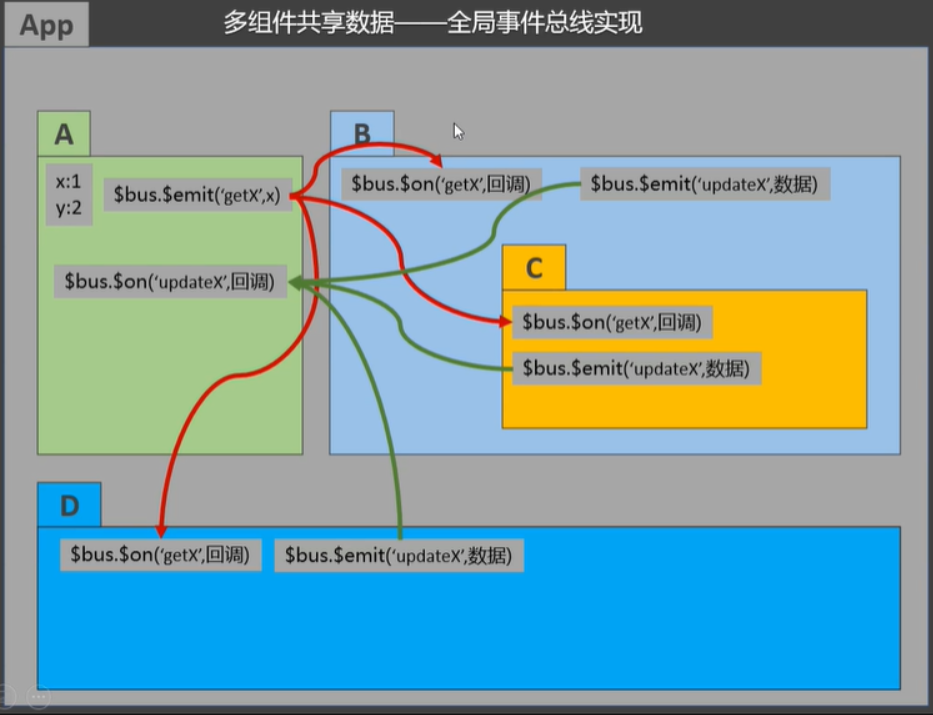 App
多组件共享数据——全局事件总线实现
A
B
x:1
y:2
$bus.$emit('getX',x)
$bus.$on('getX',回调)
$bus.$emit('updateX',数据)
$bus.$on('updateX',回调)
C
$bus.$on('getX',回调)
$bus.$emit('updateX',数据)
D
$bus.$on('getX',回调)
$bus.$emit('updateX',数据)